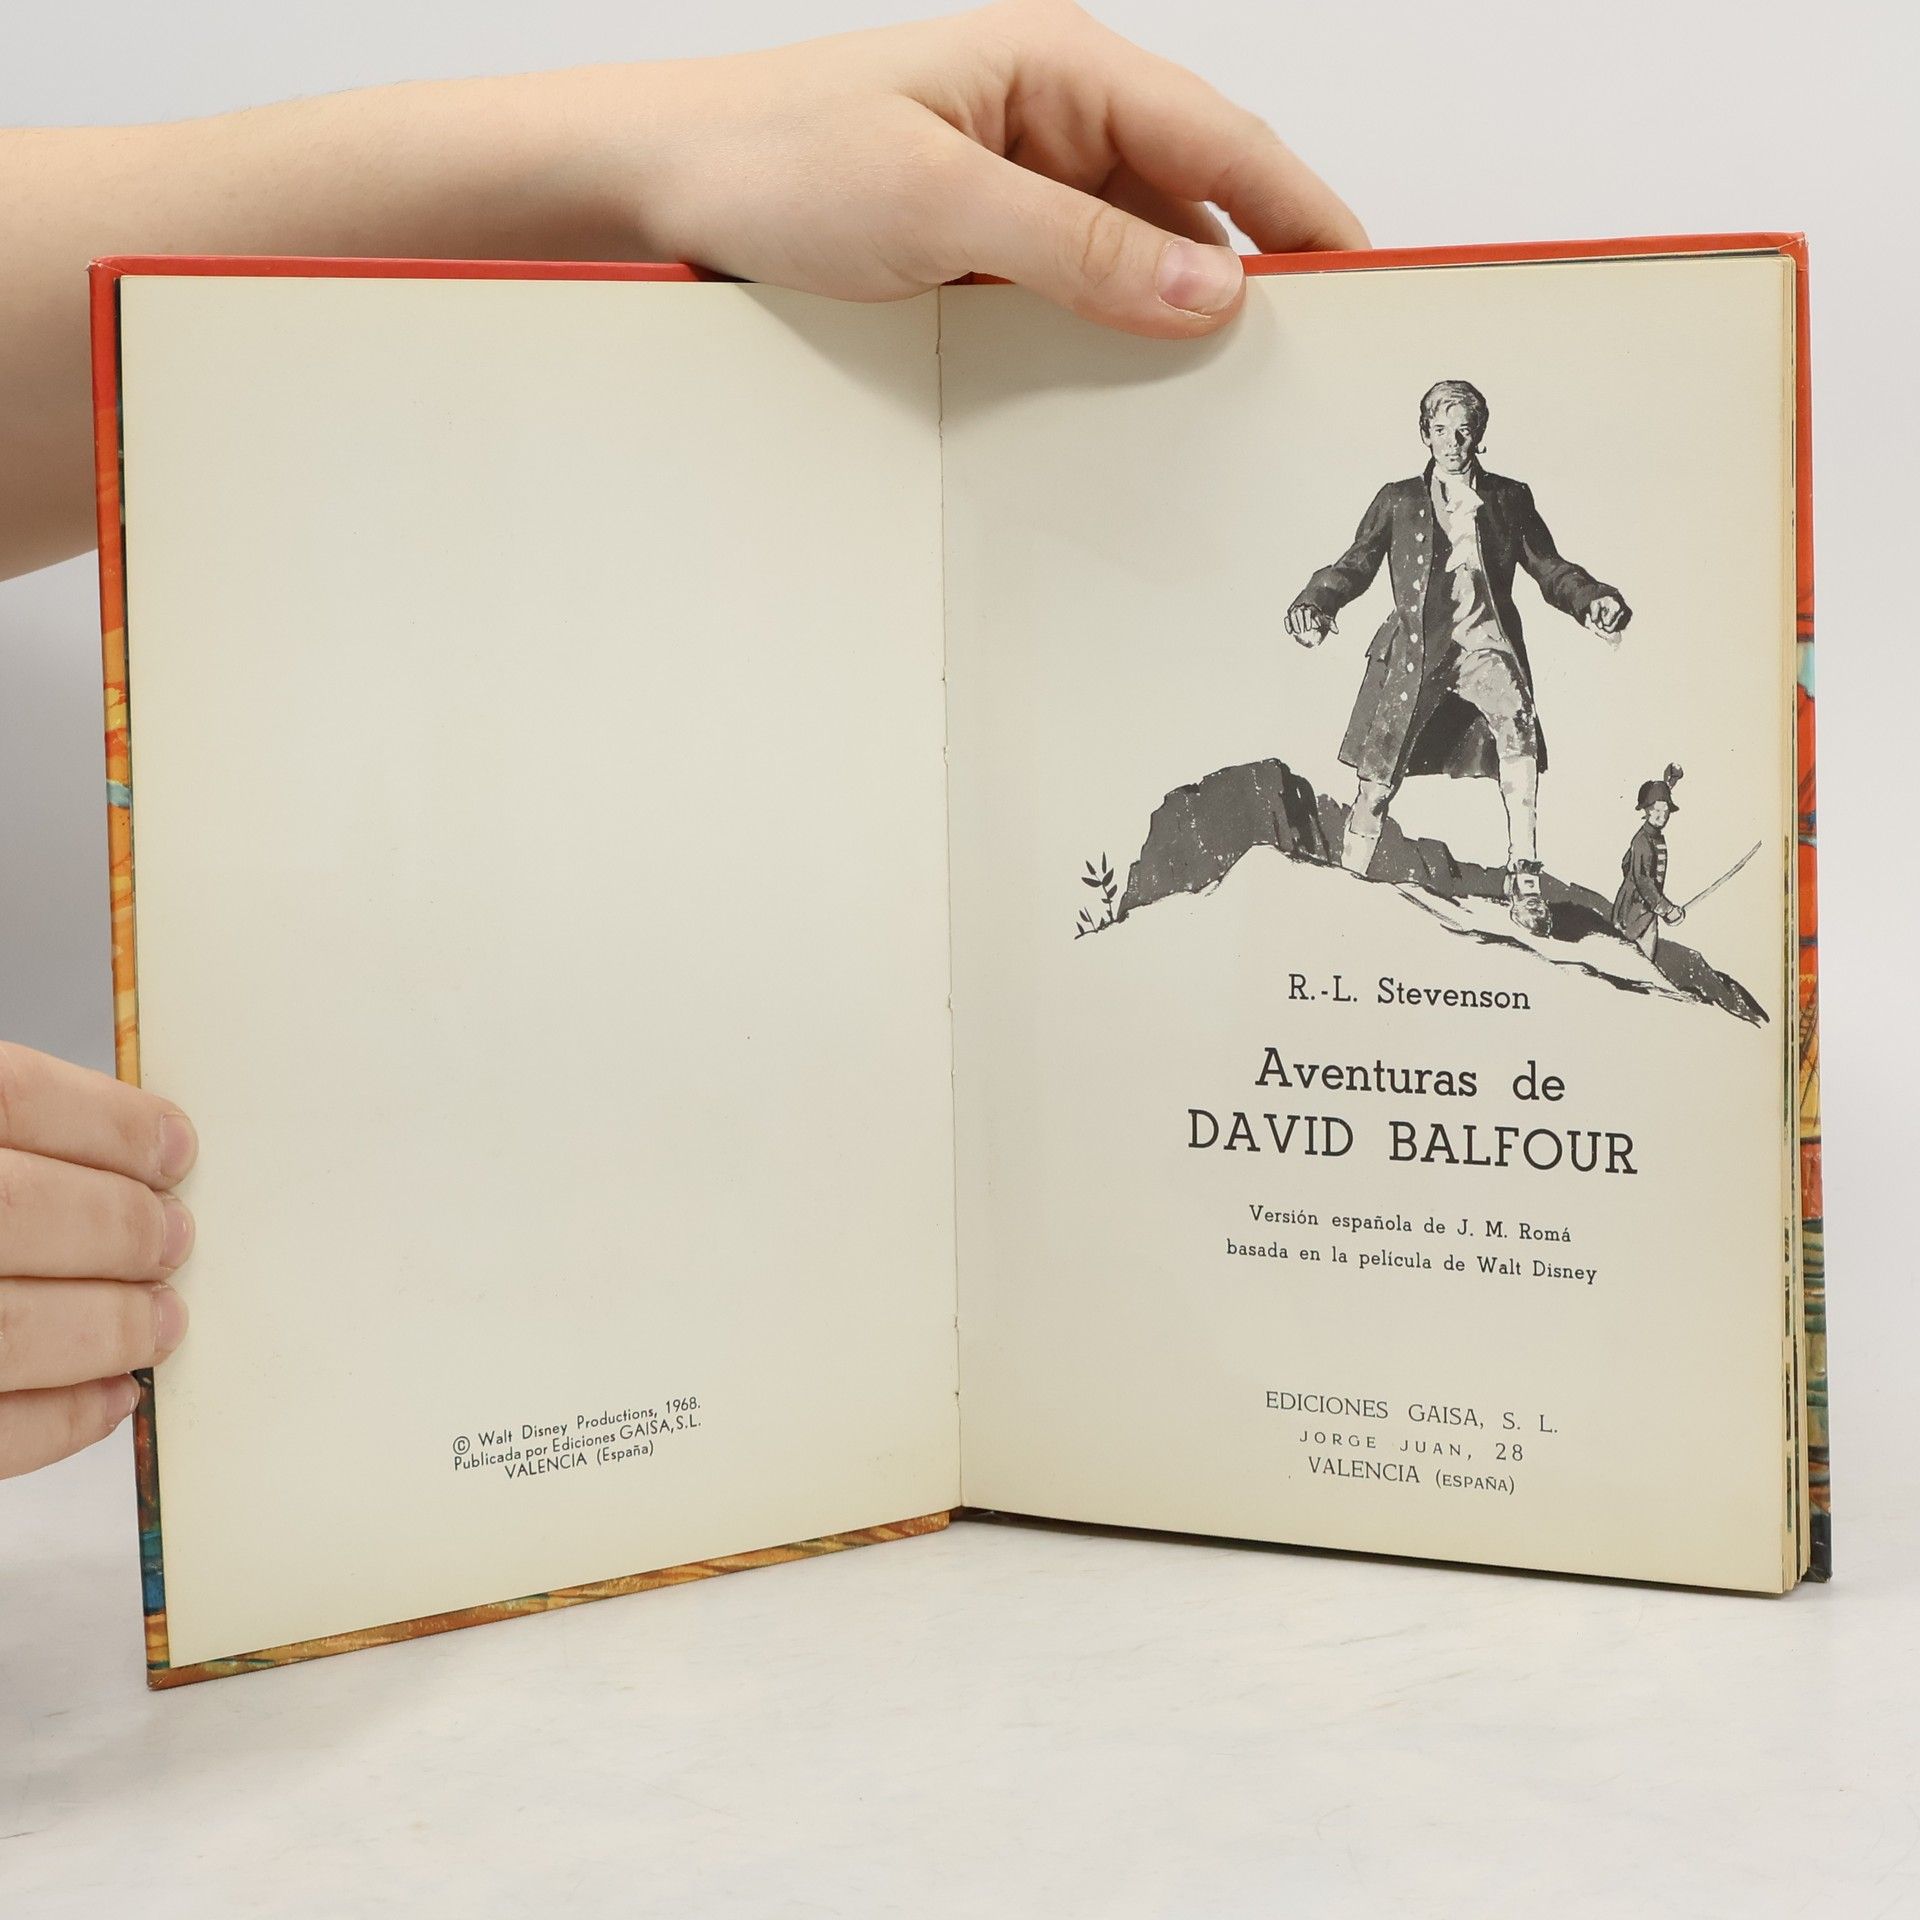 © Walt Disney Productions, 1968.
Publicada por Ediciones GAISA, S.L.
VALENCIA (España)
R.-L. Stevenson
Aventuras de
DAVID BALFOUR
Versión española de J. M. Romá
basada en la película de Walt Disney
EDICIONES GAISA, S. L.
JORGE JUAN, 28
VALENCIA (ESPAÑA)